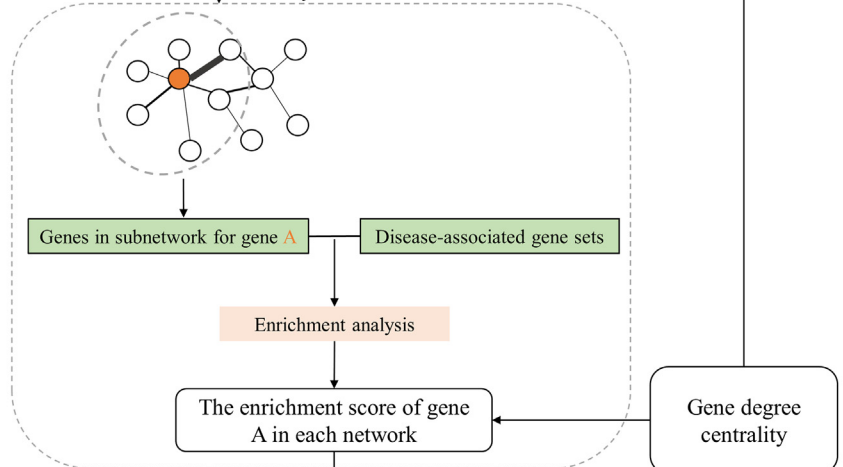 Genes in subnetwork for gene A
Disease-associated gene sets
Enrichment analysis
The enrichment score of gene
A in each network
Gene degree
centrality